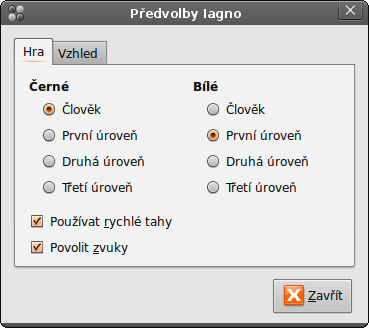 Předvolby Iagno
Hra
Vzhled
Černé
Bílé
Člověk
Člověk
První úroveň
První úroveň
Druhá úroveň
Druhá úroveň
Třetí úroveň
Třetí úroveň
Používat rychlé tahy
Povolit zvuky
Zavřít